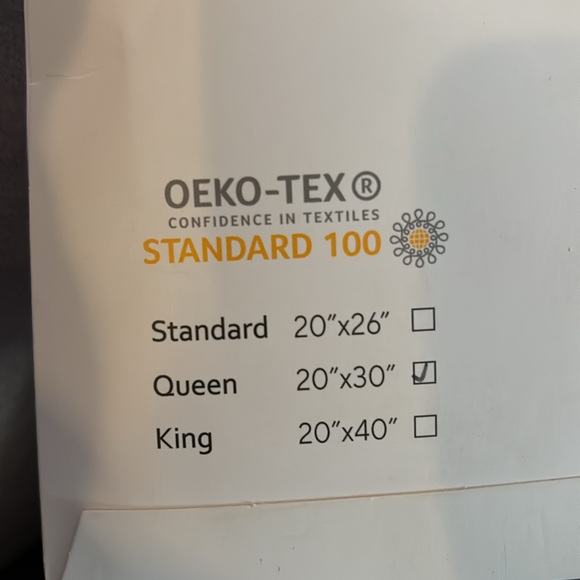 OEKO-TEX®
CONFIDENCE IN TEXTILES
STANDARD 100
Standard 20"x26" ☐
Queen 20"x30" ☑
King 20"x40" ☐